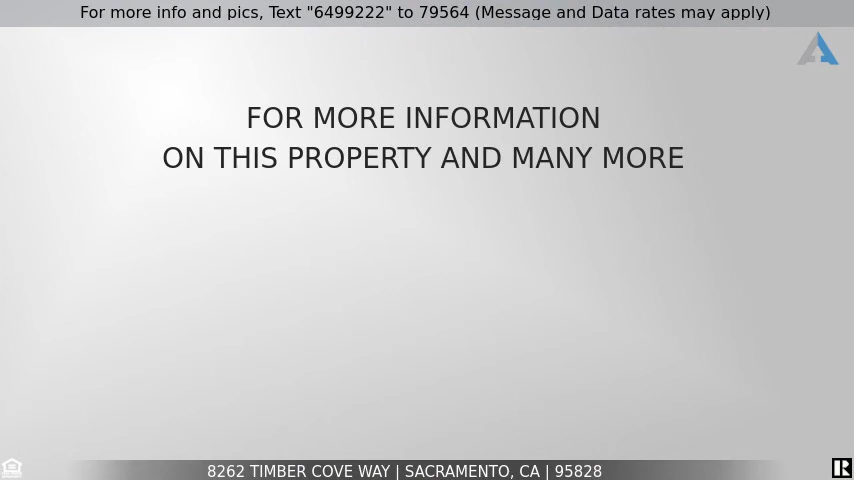 For more info and pics, Text "6499222" to 79564 (Message and Data rates may apply)
FOR MORE INFORMATION
ON THIS PROPERTY AND MANY MORE
8262 TIMBER COVE WAY | SACRAMENTO, CA | 95828